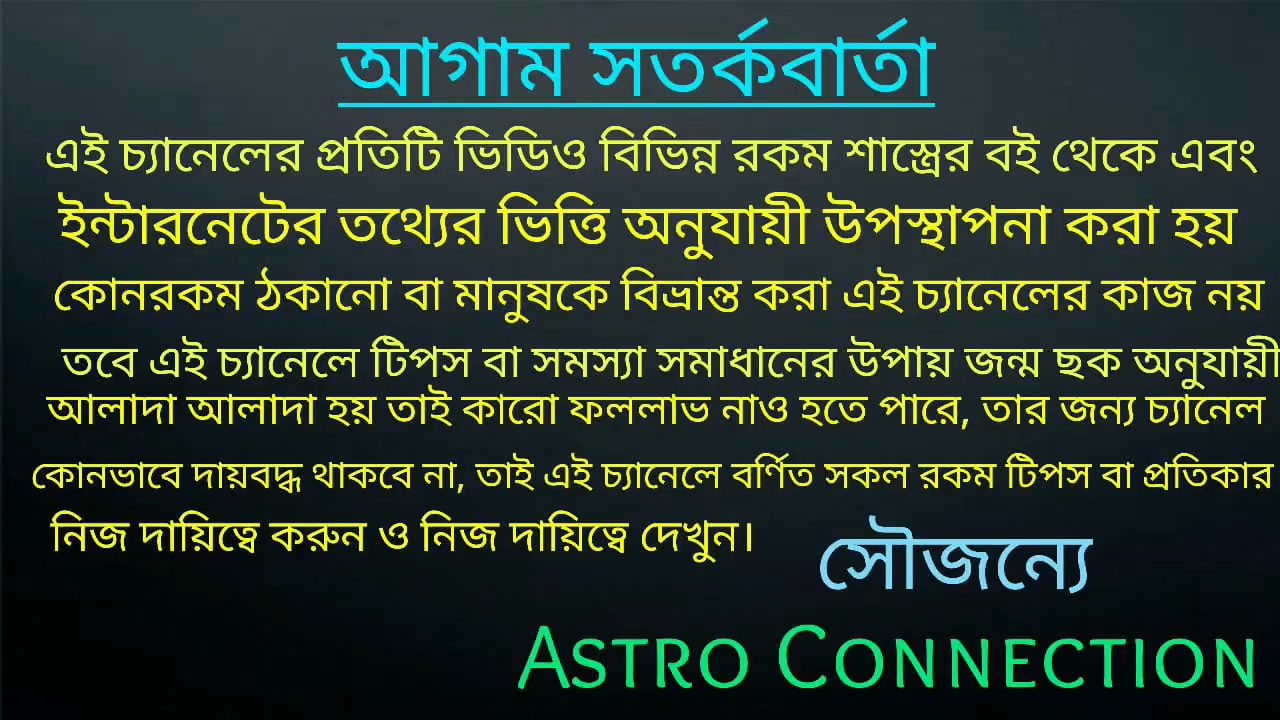 আগাম সতর্কবার্তা
এই চ্যানেলের প্রতিটি ভিডিও বিভিন্ন রকম শাস্ত্রের বই থেকে এবং
ইন্টারনেটের তথ্যের ভিত্তি অনুযায়ী উপস্থাপনা করা হয়
কোনরকম ঠকানো বা মানুষকে বিভ্রান্ত করা এই চ্যানেলের কাজ নয়
তবে এই চ্যানেলে টিপস বা সমস্যা সমাধানের উপায় জন্ম ছক অনুযায়ী
আলাদা আলাদা হয় তাই কারো ফললাভ নাও হতে পারে, তার জন্য চ্যানেল
কোনভাবে দায়বদ্ধ থাকবে না, তাই এই চ্যানেলে বর্ণিত সকল রকম টিপস বা প্রতিকার
নিজ দায়িত্বে করুন ও নিজ দায়িত্বে দেখুন।
সৌজন্যে
ASTRO CONNECTION